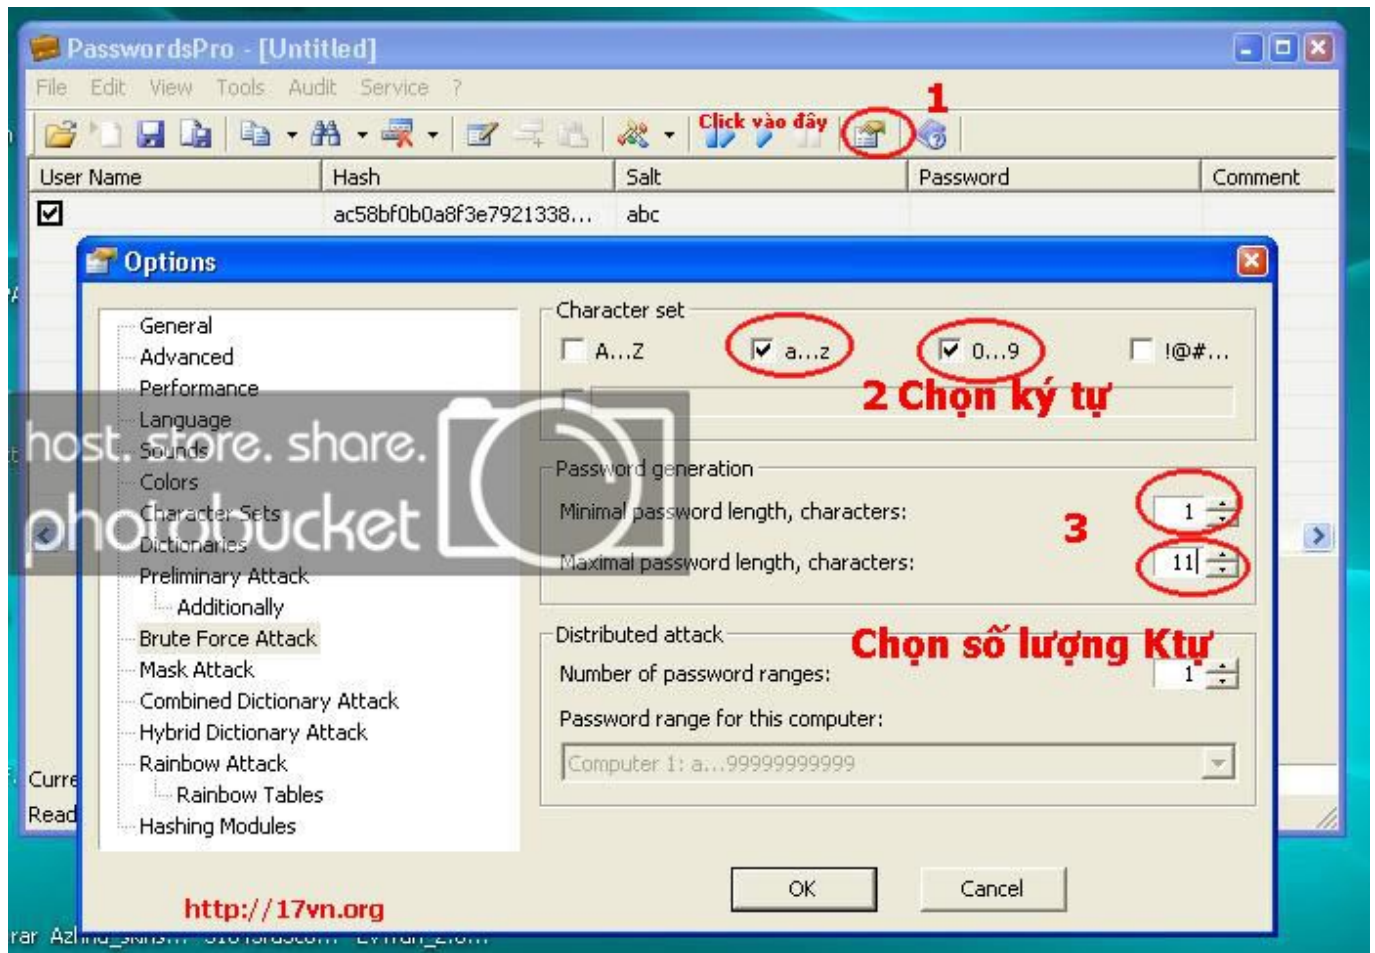 PasswordsPro - [Untitled]
File Edit View Tools Audit Service ?
1
Click vào đây
User Name Hash Salt Password Comment
ac58bf0b0a8f3e7921338... abc
Options
General
Advanced
Performance
Language
Sounds
Colors
Character Sets
Dictionaries
Preliminary Attack
Additionally
Brute Force Attack
Mask Attack
Combined Dictionary Attack
Hybrid Dictionary Attack
Rainbow Attack
Rainbow Tables
Hashing Modules
Character set
A...Z a...z 0...9 !@#...
2 Chọn ký tự
Password generation
Minimal password length, characters: 1
3
Maximal password length, characters: 11
Chọn số lượng Ktự
Distributed attack
Number of password ranges: 1
Password range for this computer:
Computer 1: a...99999999999
OK Cancel
http://17vn.org
host. store. share.
photobucket
Curre
Read
rar